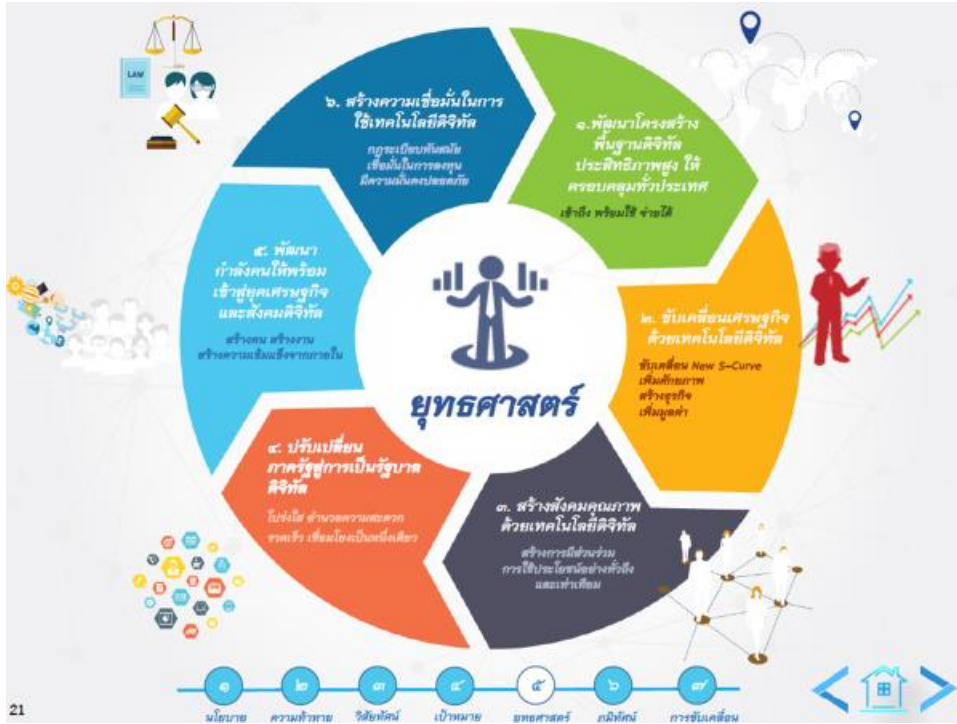 LAW
๑.พัฒนาโครงสร้าง
พื้นฐานดิจิทัล
ประสิทธิภาพสูง ให้
ครอบคลุมทั่วประเทศ
เข้าถึง พร้อมใช้ จ่ายได้
๒. ขับเคลื่อนเศรษฐกิจ
ด้วยเทคโนโลยีดิจิทัล
ขับเคลื่อน New S-Curve
เพิ่มศักยภาพ
สร้างธุรกิจ
เพิ่มมูลค่า
๓. สร้างสังคมคุณภาพ
ด้วยเทคโนโลยีดิจิทัล
สร้างการมีส่วนร่วม
การใช้ประโยชน์อย่างทั่วถึง
และเท่าเทียม
๔. ปรับเปลี่ยน
ภาครัฐสู่การเป็นรัฐบาล
ดิจิทัล
โปร่งใส อำนวยความสะดวก
รวดเร็ว เชื่อมโยงเป็นหนึ่งเดียว
๕. พัฒนา
กำลังคนให้พร้อม
เข้าสู่ยุคเศรษฐกิจ
และสังคมดิจิทัล
สร้างคน สร้างงาน
สร้างความเข้มแข็งจากภายใน
๖. สร้างความเชื่อมั่นในการ
ใช้เทคโนโลยีดิจิทัล
กฎระเบียบทันสมัย
เชื่อมั่นในการลงทุน
มีความมั่นคงปลอดภัย
ยุทธศาสตร์
๑ ๒ ๓ ๔ ๕ ๖ ๗
นโยบาย ความท้าทาย วิสัยทัศน์ เป้าหมาย ยุทธศาสตร์ ภูมิทัศน์ การขับเคลื่อน
21